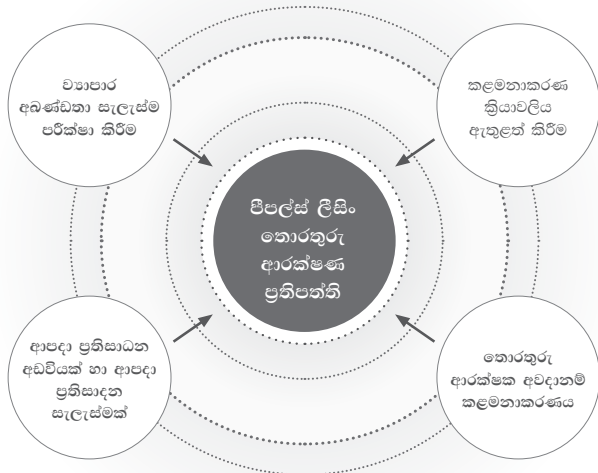 ව්‍යාපාර
අඛණ්ඩතා සැලැස්ම
පරීක්ෂා කිරීම
කළමනාකරණ
ක්‍රියාවලිය
ඇතුළත් කිරීම
පීපල්ස් ලීසිං
තොරතුරු
ආරක්ෂණ
ප්‍රතිපත්ති
ආපදා ප්‍රතිසාධන
අඩවියක් හා ආපදා
ප්‍රතිසාදන
සැලැස්මක්
තොරතුරු
ආරක්ෂක අවදානම්
කළමනාකරණය